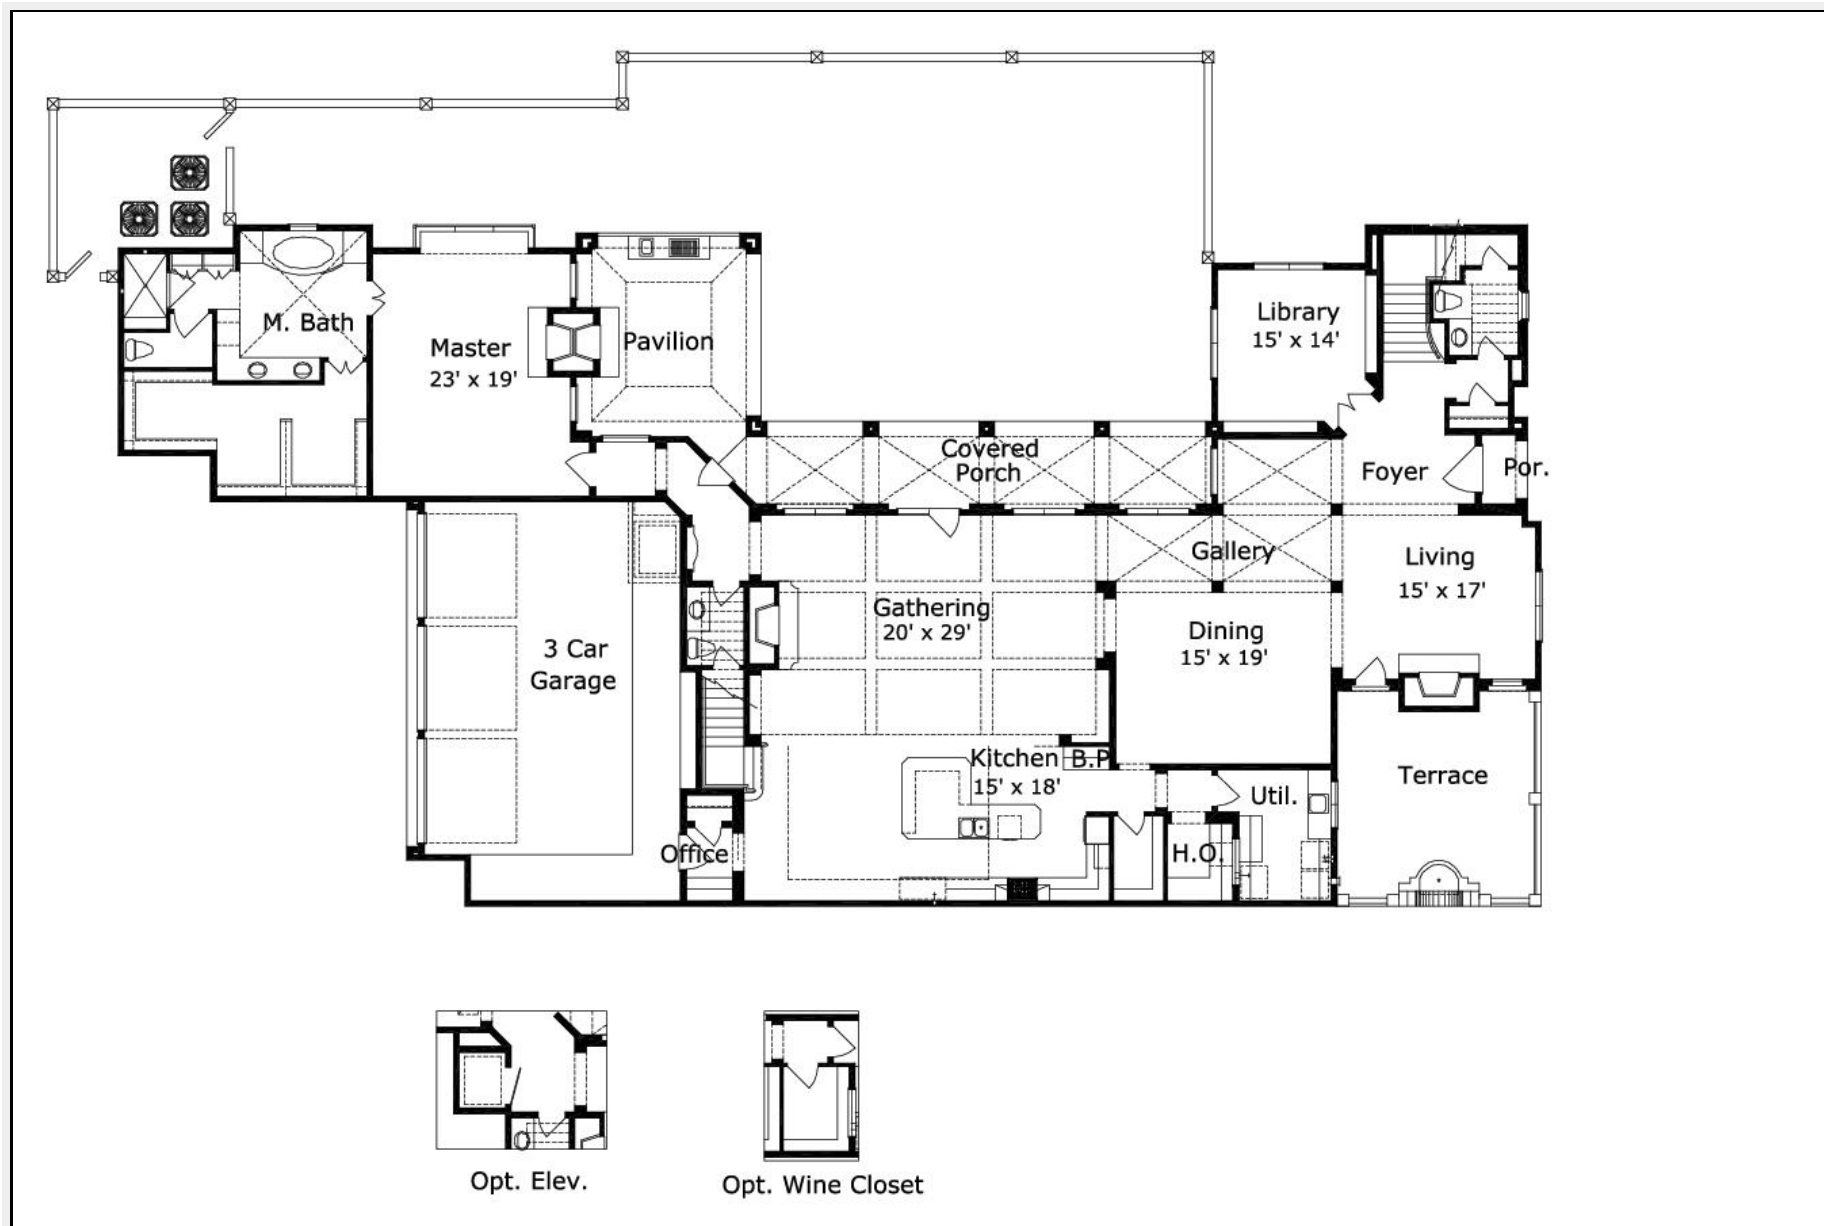 M. Bath
Master
23' x 19'
Pavilion
Library
15' x 14'
Covered
Porch
Foyer
Por.
Gallery
Living
15' x 17'
Gathering
20' x 29'
Dining
15' x 19'
3 Car
Garage
Kitchen
15' x 18'
B.P
Util.
Terrace
Office
H.O.
Opt. Elev.
Opt. Wine Closet